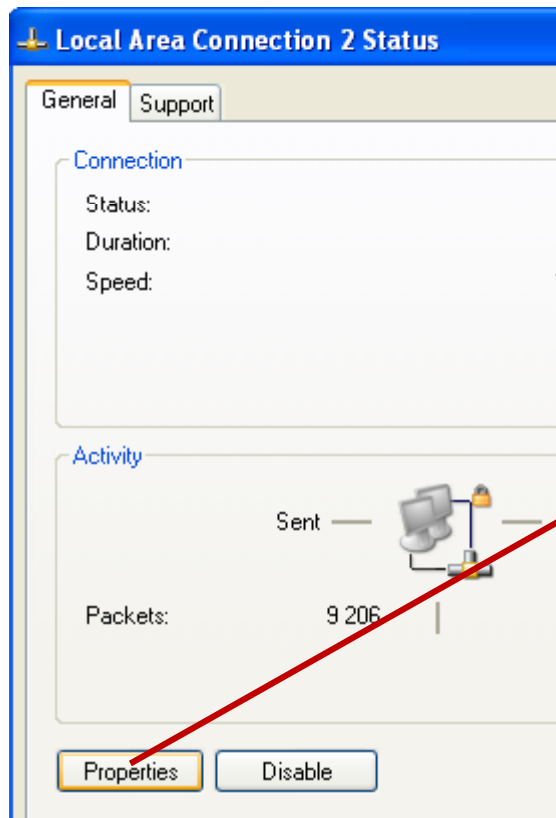 Local Area Connection 2 Status
General Support
Connection
Status:
Duration:
Speed:
Activity
Sent
Packets: 9 206
Properties Disable